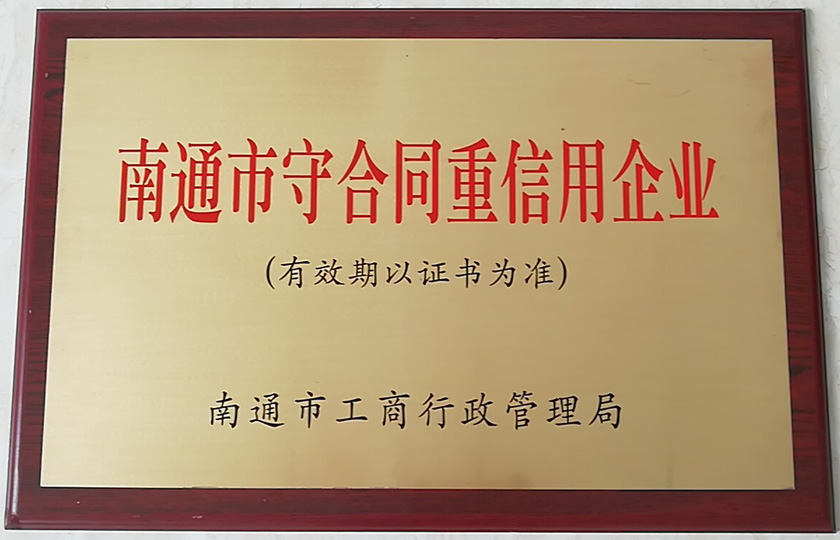 南通市守合同重信用企业
(有效期以证书为准)
南通市工商行政管理局